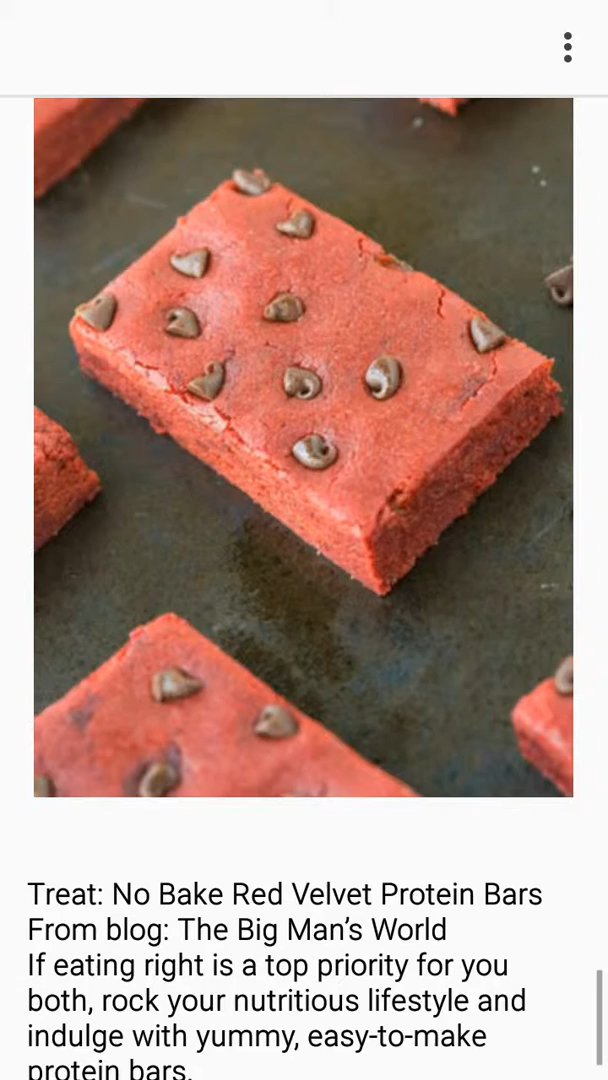 Treat: No Bake Red Velvet Protein Bars
From blog: The Big Man’s World
If eating right is a top priority for you
both, rock your nutritious lifestyle and
indulge with yummy, easy-to-make
protein bars.